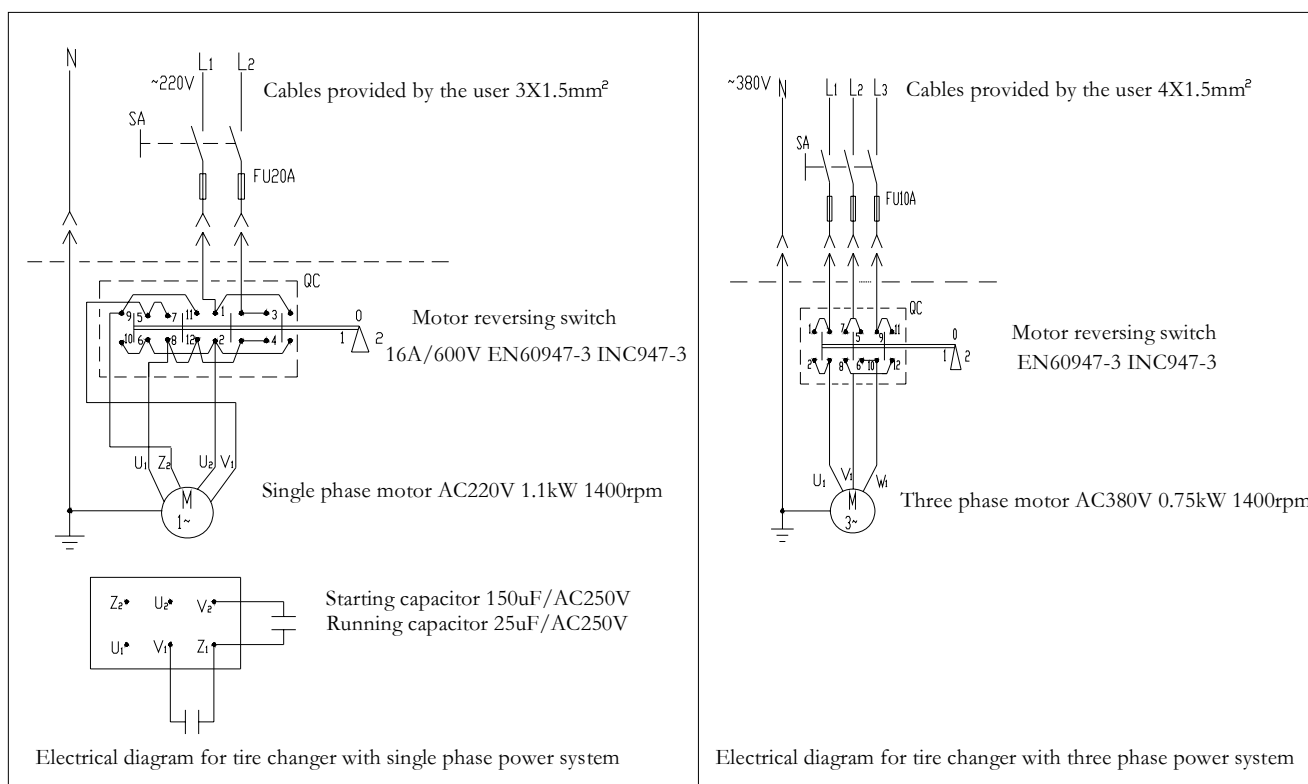 N
L1 L2
~220V
Cables provided by the user 3X1.5mm²
SA
FU20A
QC
9 5 7 11 1 3
10 6 8 12 2 4
0
1 2
Motor reversing switch
16A/600V EN60947-3 INC947-3
U1 Z2 U2 V1
M
1~
Single phase motor AC220V 1.1kW 1400rpm
Z2 U2 V2
U1 V1 Z1
Starting capacitor 150uF/AC250V
Running capacitor 25uF/AC250V
Electrical diagram for tire changer with single phase power system
~380V N L1 L2 L3
Cables provided by the user 4X1.5mm²
SA
FU10A
QC
1 7 5 9 11
2 8 6 10 12
0
1 2
Motor reversing switch
EN60947-3 INC947-3
U1 V1 W1
M
3~
Three phase motor AC380V 0.75kW 1400rpm
Electrical diagram for tire changer with three phase power system